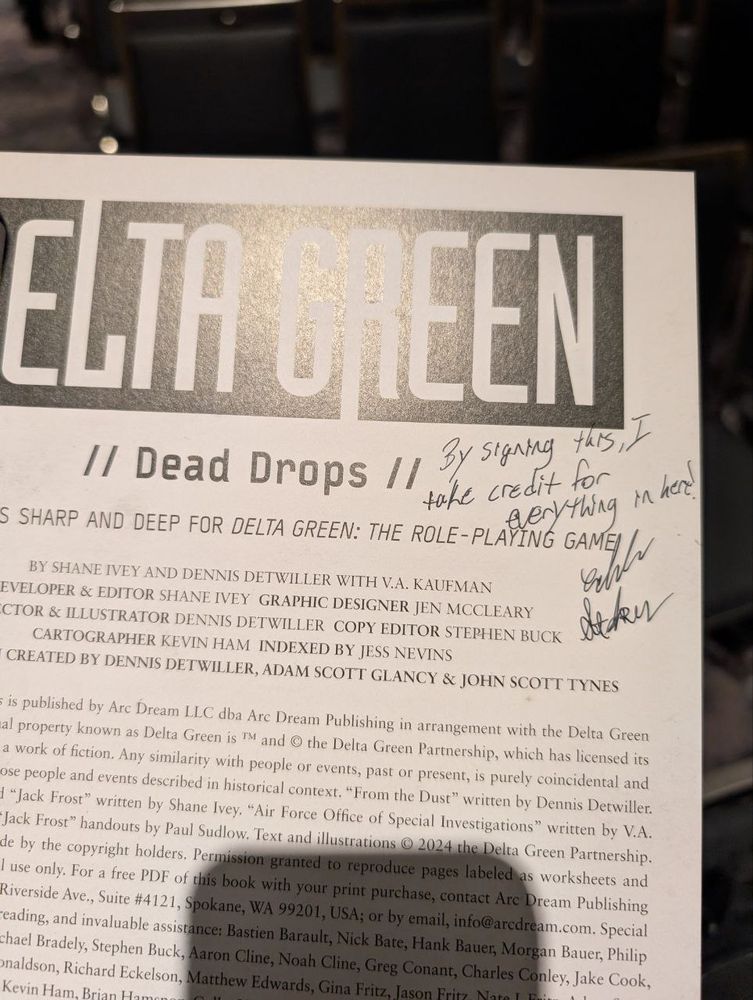 ELTA GREEN
// Dead Drops //
By signing this, I
take credit for
everything in here!
S SHARP AND DEEP FOR DELTA GREEN: THE ROLE-PLAYING GAME
BY SHANE IVEY AND DENNIS DETWILLER WITH V.A. KAUFMAN
EVELOPER & EDITOR SHANE IVEY GRAPHIC DESIGNER JEN MCCLEARY
ECTOR & ILLUSTRATOR DENNIS DETWILLER COPY EDITOR STEPHEN BUCK
CARTOGRAPHER KEVIN HAM INDEXED BY JESS NEVINS
CREATED BY DENNIS DETWILLER, ADAM SCOTT GLANCY & JOHN SCOTT TYNES
s is published by Arc Dream LLC dba Arc Dream Publishing in arrangement with the Delta Green
al property known as Delta Green is ™ and © the Delta Green Partnership, which has licensed its
a work of fiction. Any similarity with people or events, past or present, is purely coincidental and
ose people and events described in historical context. “From the Dust” written by Dennis Detwiller.
d “Jack Frost” written by Shane Ivey. “Air Force Office of Special Investigations” written by V.A.
“Jack Frost” handouts by Paul Sudlow. Text and illustrations © 2024 the Delta Green Partnership.
de by the copyright holders. Permission granted to reproduce pages labeled as worksheets and
l use only. For a free PDF of this book with your print purchase, contact Arc Dream Publishing
Riverside Ave., Suite #4121, Spokane, WA 99201, USA; or by email, info@arcdream.com. Special
reading, and invaluable assistance: Bastien Barault, Nick Bate, Hank Bauer, Morgan Bauer, Philip
chael Bradely, Stephen Buck, Aaron Cline, Noah Cline, Greg Conant, Charles Conley, Jake Cook,
onaldson, Richard Eckelson, Matthew Edwards, Gina Fritz, Jason Fritz, Nate
Kevin Ham, Brian